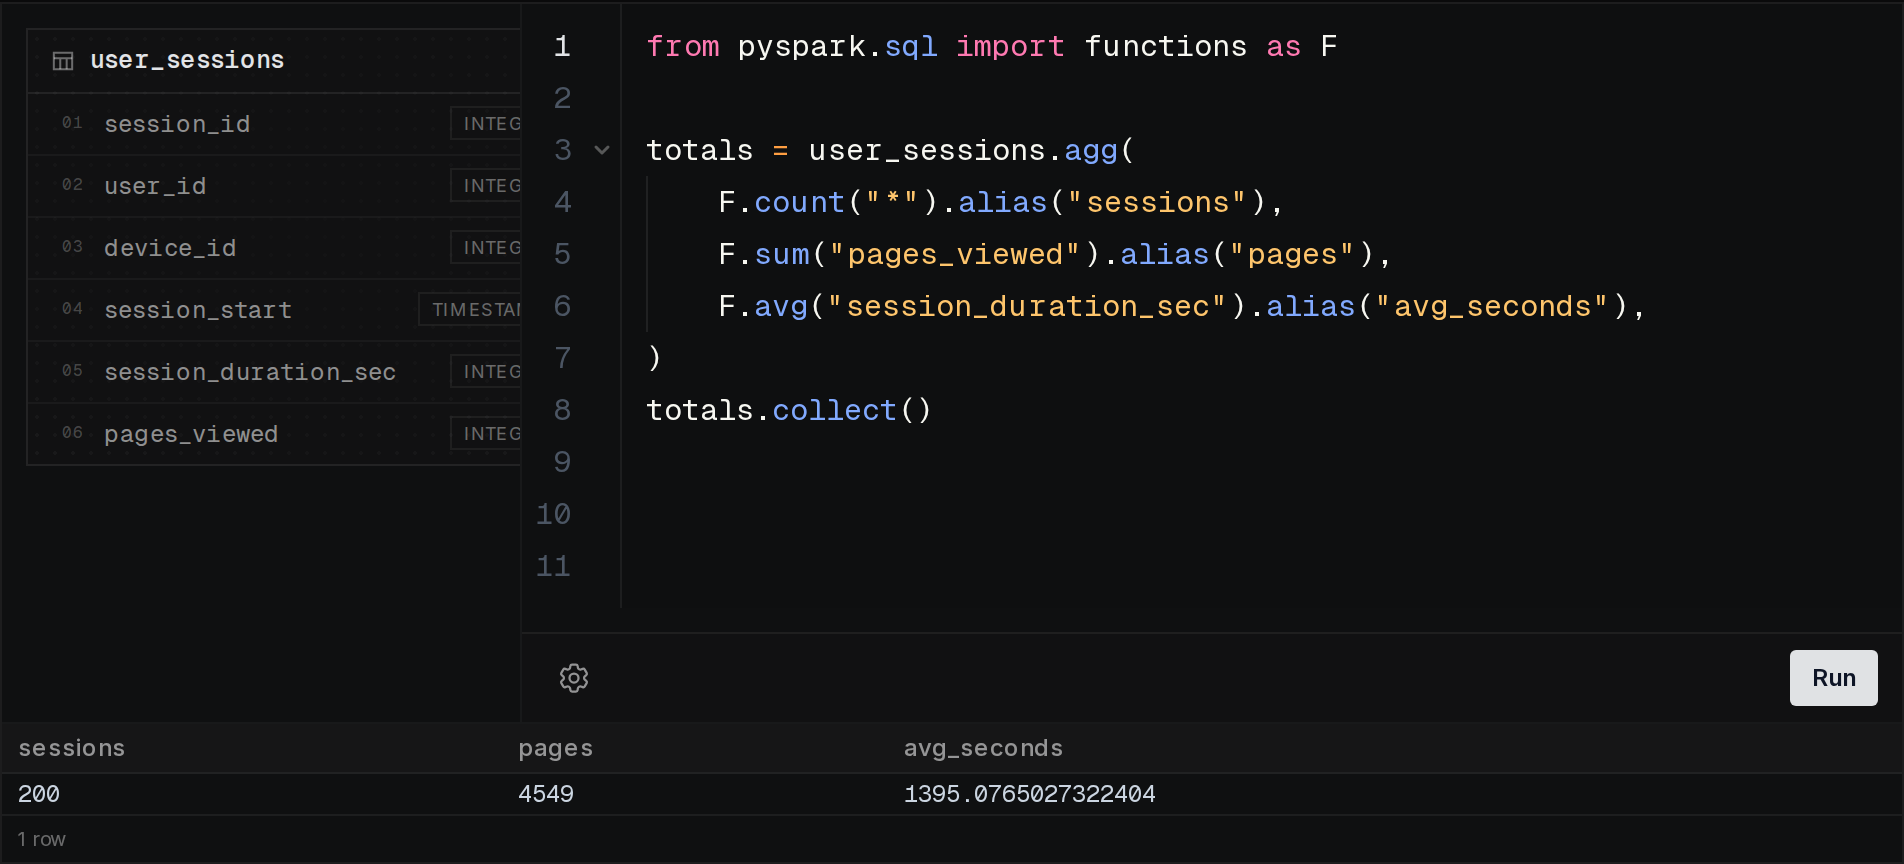 user_sessions
01 session_id INTEG
02 user_id INTEG
03 device_id INTEG
04 session_start TIMESTAM
05 session_duration_sec INTEG
06 pages_viewed INTEG
1 from pyspark.sql import functions as F
2
3 totals = user_sessions.agg(
4 F.count("*").alias("sessions"),
5 F.sum("pages_viewed").alias("pages"),
6 F.avg("session_duration_sec").alias("avg_seconds"),
7 )
8 totals.collect()
9
10
11
Run
sessions pages avg_seconds
200 4549 1395.0765027322404
1 row